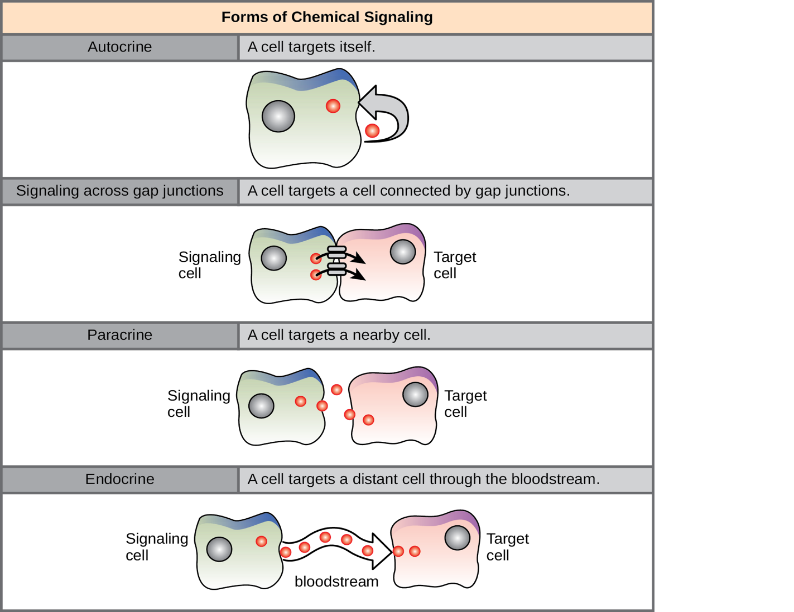 Forms of Chemical Signaling
Autocrine
A cell targets itself.
Signaling across gap junctions
A cell targets a cell connected by gap junctions.
Signaling
cell
Target
cell
Paracrine
A cell targets a nearby cell.
Signaling
cell
Target
cell
Endocrine
A cell targets a distant cell through the bloodstream.
Signaling
cell
Target
cell
bloodstream